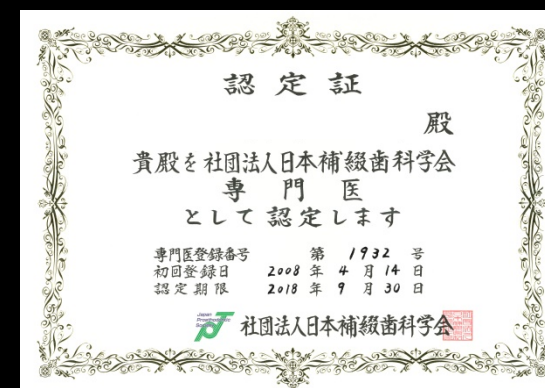 認定証
殿
貴殿を社団法人日本補綴歯科学会
専門医
として認定します
専門医登録番号 第 1932 号
初回登録日 2008 年 4 月 14 日
認定期限 2018 年 9 月 30 日
Japan
Prosthodontic
Society
社団法人日本補綴歯科学会